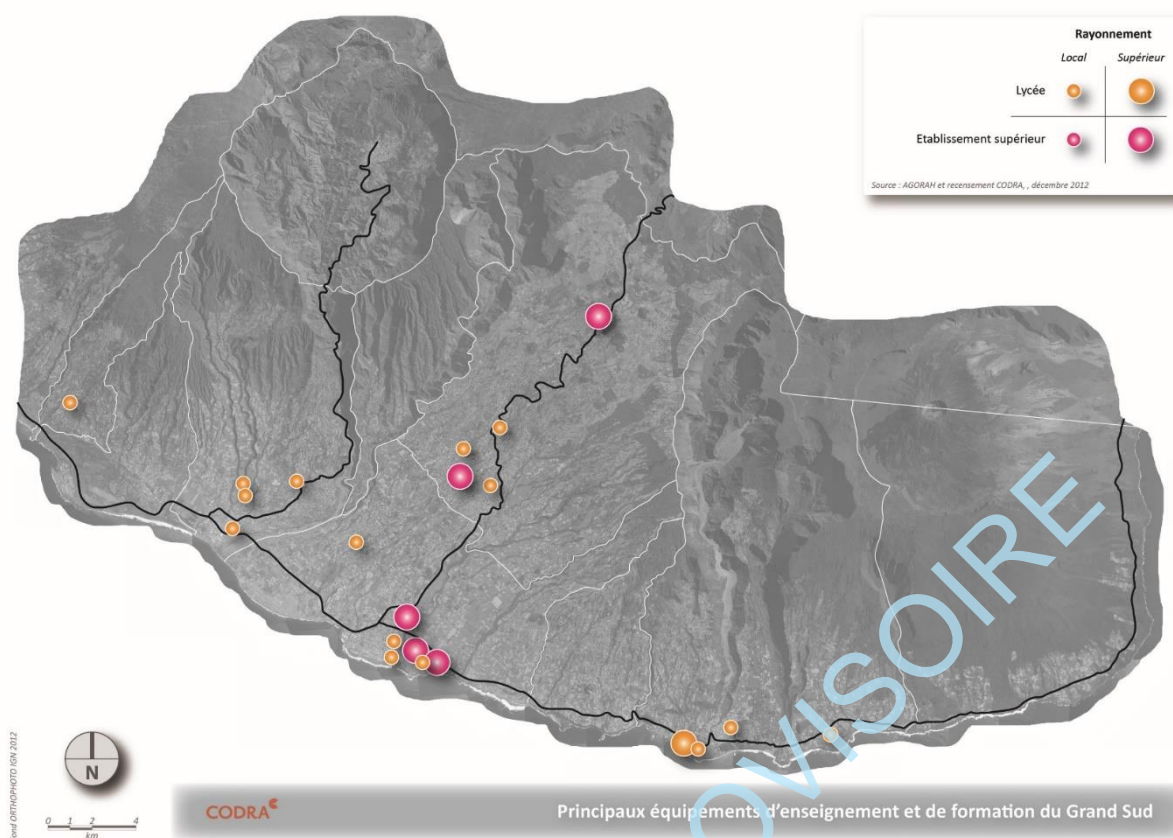 Rayonnement
Local Supérieur
Lycée
Etablissement supérieur
Source : AGORAH et recensement CODRA, , décembre 2012
OVISOIRE
Fond ORTHOPHOTO IGN 2012
N
0 1 2 4
km
CODRA
Principaux équipements d'enseignement et de formation du Grand Sud